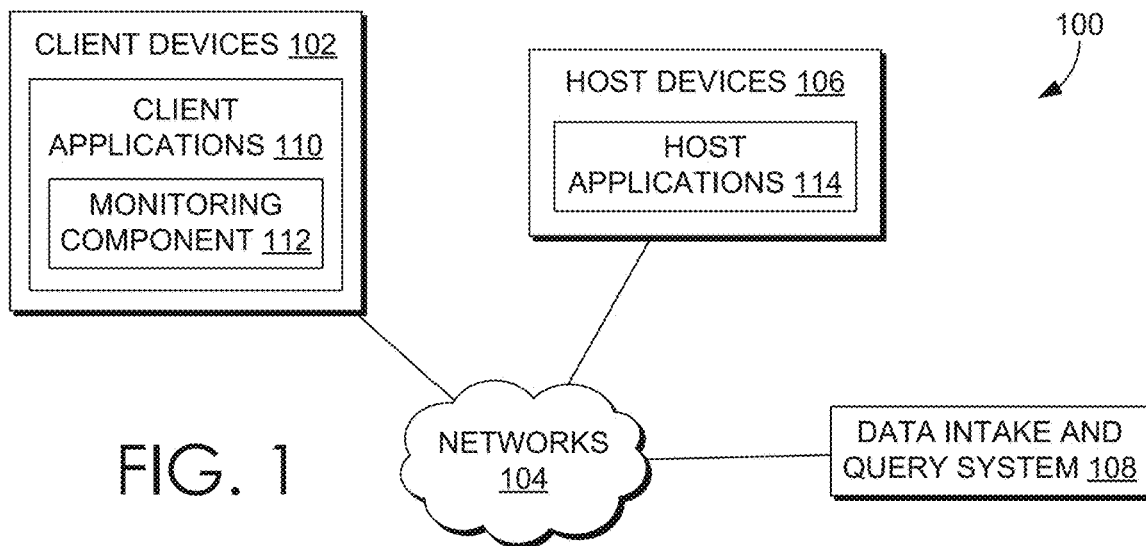 CLIENT DEVICES 102
CLIENT
APPLICATIONS 110
MONITORING
COMPONENT 112
HOST DEVICES 106
HOST
APPLICATIONS 114
100
NETWORKS
104
DATA INTAKE AND
QUERY SYSTEM 108
FIG. 1